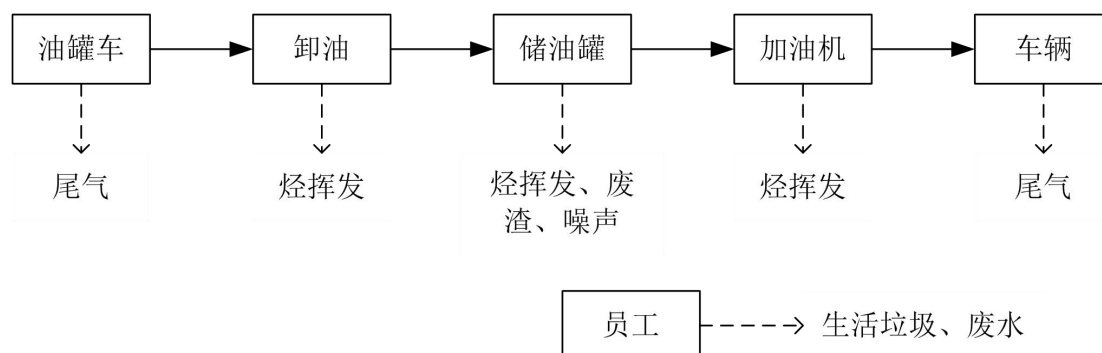 油罐车
卸油
储油罐
加油机
车辆
尾气
烃挥发
烃挥发、废
渣、噪声
烃挥发
尾气
员工
生活垃圾、废水